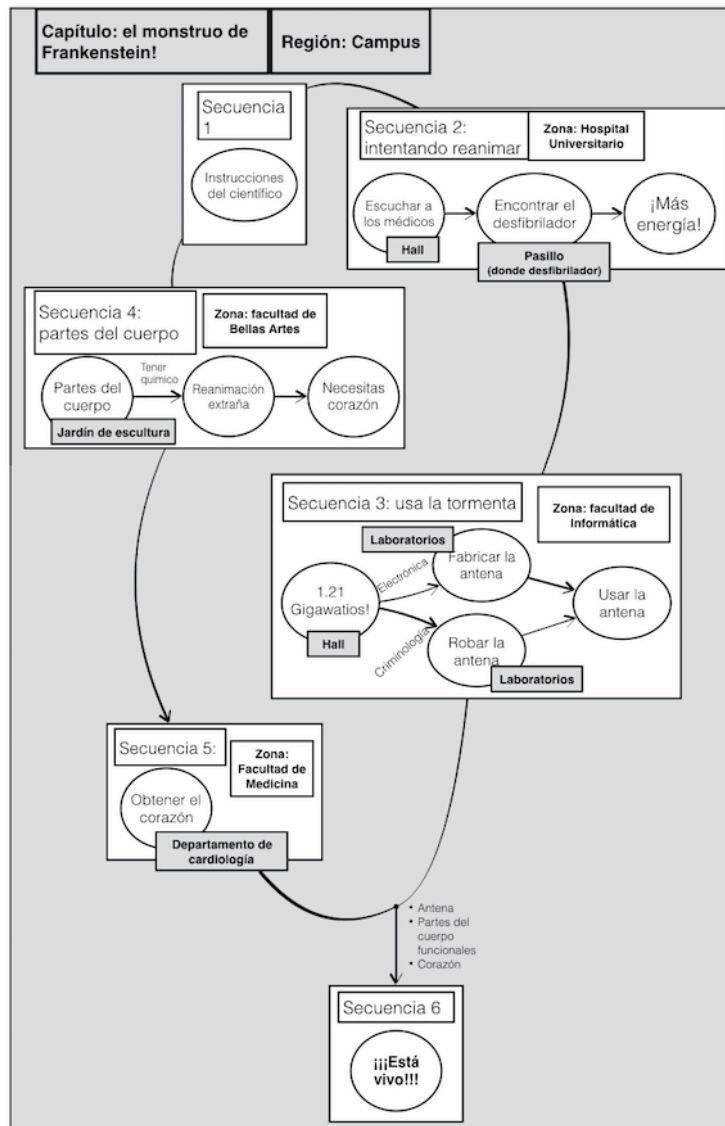 Capítulo: el monstruo de
Frankenstein!
Región: Campus
Secuencia
1
Instrucciones
del científico
Secuencia 2:
intentando reanimar
Zona: Hospital
Universitario
Escuchar a
los médicos
Hall
Encontrar el
desfibrilador
Pasillo
(donde desfibrilador)
¡Más
energía!
Secuencia 4:
partes del cuerpo
Zona: facultad de
Bellas Artes
Partes del
cuerpo
Jardín de escultura
Tener
químico
Reanimación
extraña
Necesitas
corazón
Secuencia 3: usa la tormenta
Zona: facultad de
Informática
1.21
Gigawatios!
Hall
Electrónica
Criminología
Laboratorios
Fabricar la
antena
Robar la
antena
Laboratorios
Usar la
antena
Secuencia 5:
Zona:
Facultad de
Medicina
Obtener el
corazón
Departamento de
cardiología
• Antena
• Partes del
cuerpo
funcionales
• Corazón
Secuencia 6
¡¡¡Está
vivo!!!